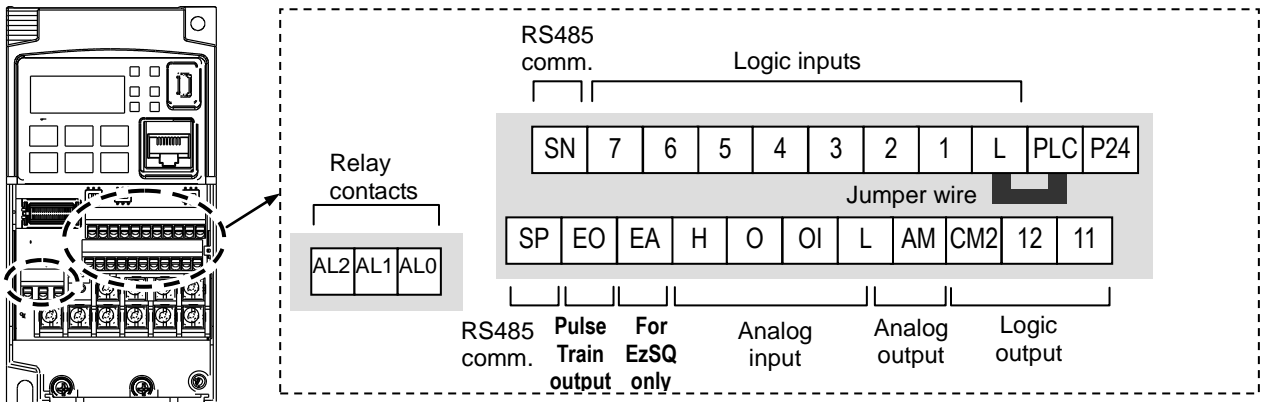 RS485
comm.
Logic inputs
SN 7 6 5 4 3 2 1 L PLC P24
Jumper wire
Relay
contacts
AL2 AL1 AL0
SP EO EA H O OI L AM CM2 12 11
RS485
comm.
Pulse
Train
output
For
EzSQ
only
Analog
input
Analog
output
Logic
output